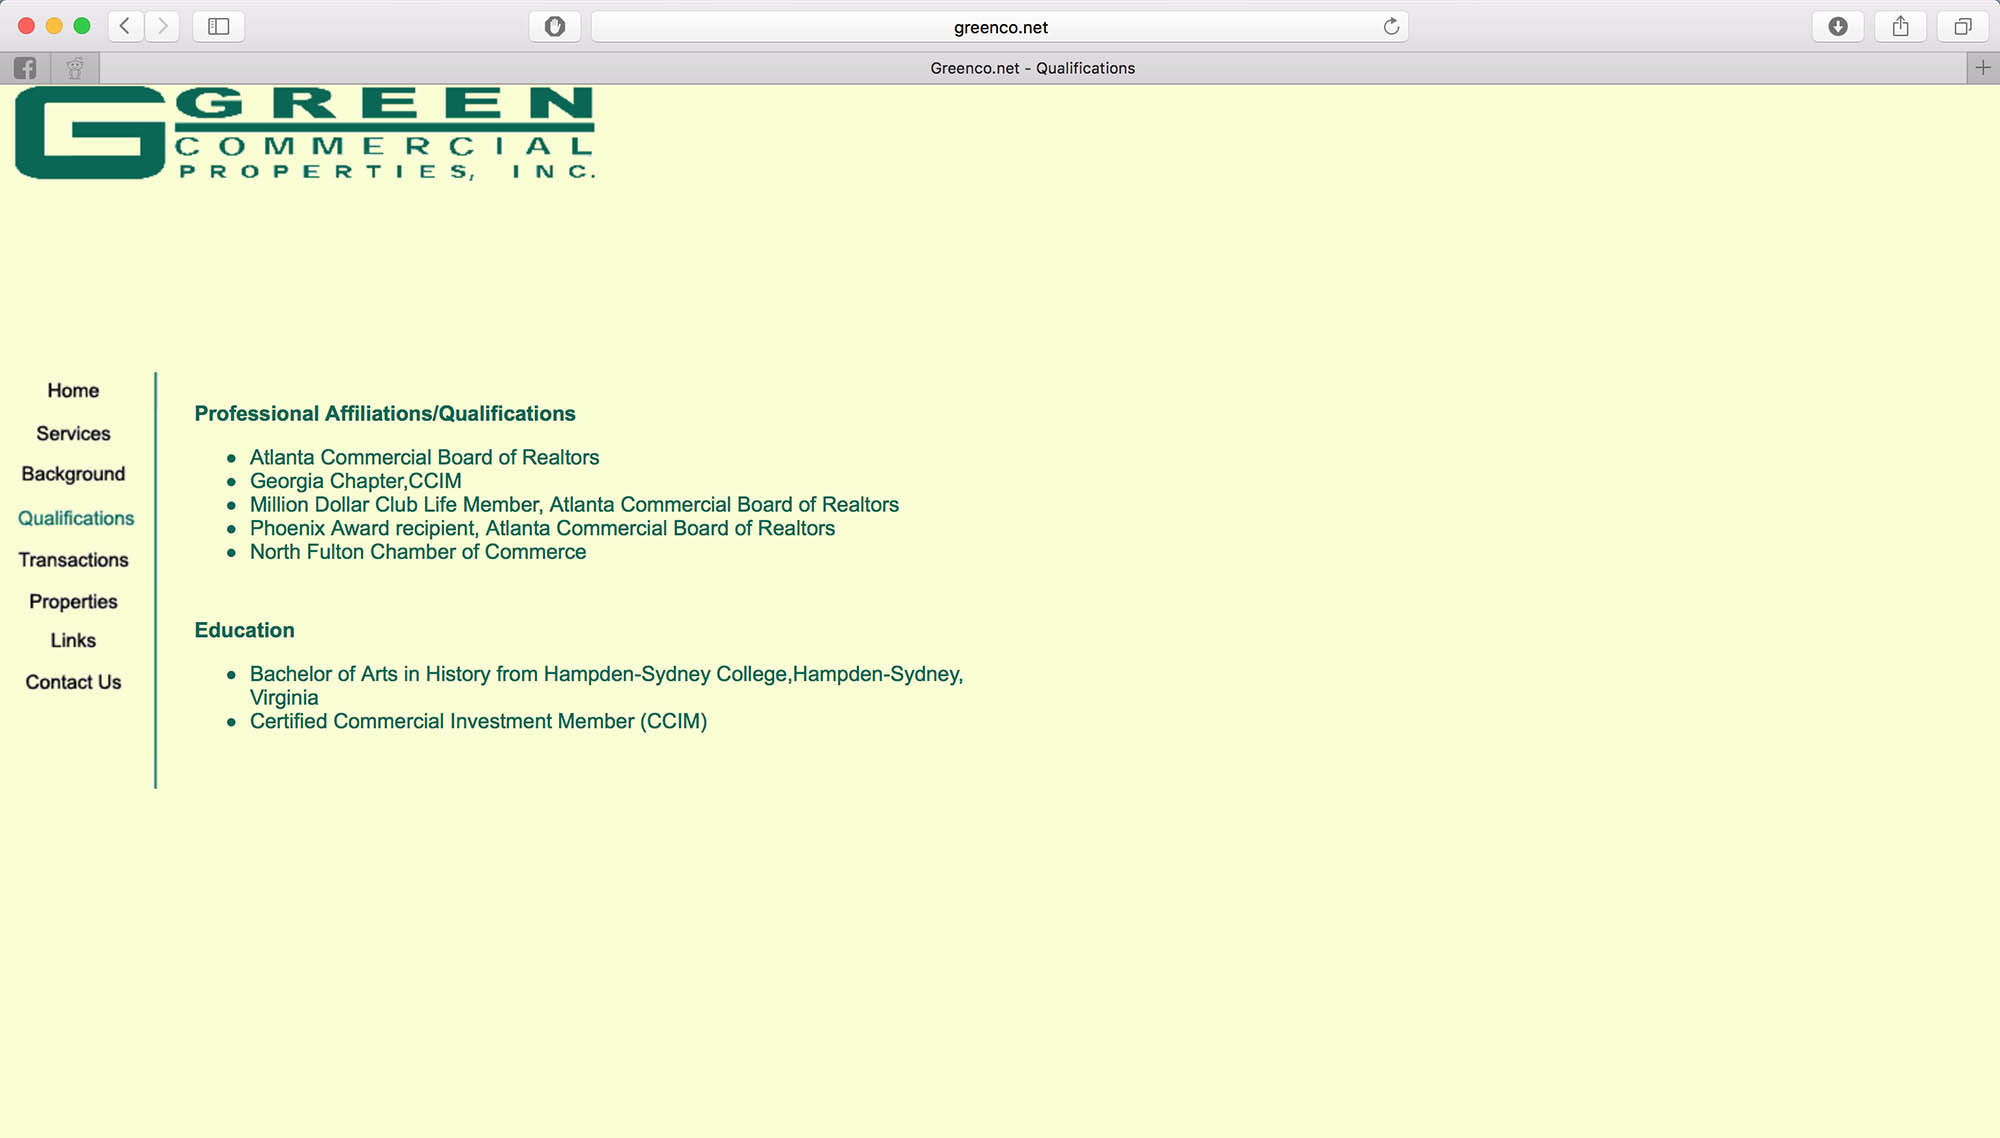 greenco.net
Greenco.net - Qualifications
GREEN
COMMERCIAL
PROPERTIES, INC.
Home
Services
Background
Qualifications
Transactions
Properties
Links
Contact Us
Professional Affiliations/Qualifications
Atlanta Commercial Board of Realtors
Georgia Chapter,CCIM
Million Dollar Club Life Member, Atlanta Commercial Board of Realtors
Phoenix Award recipient, Atlanta Commercial Board of Realtors
North Fulton Chamber of Commerce
Education
Bachelor of Arts in History from Hampden-Sydney College,Hampden-Sydney,
Virginia
Certified Commercial Investment Member (CCIM)